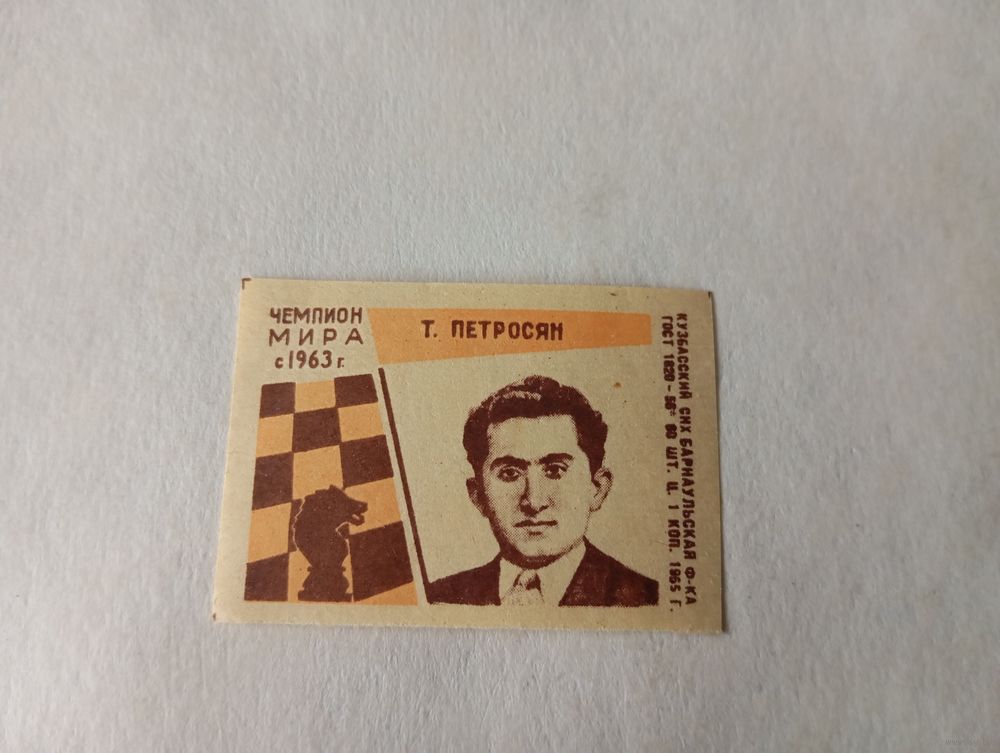 ЧЕМПИОН
МИРА
с 1963 г.
Т. ПЕТРОСЯН
КУЗБАССКИЙ СНХ БАРНАУЛЬСКАЯ Ф-КА
ГОСТ 1820-56* 60 ШТ. Ц. 1 КОП. 1965 Г.